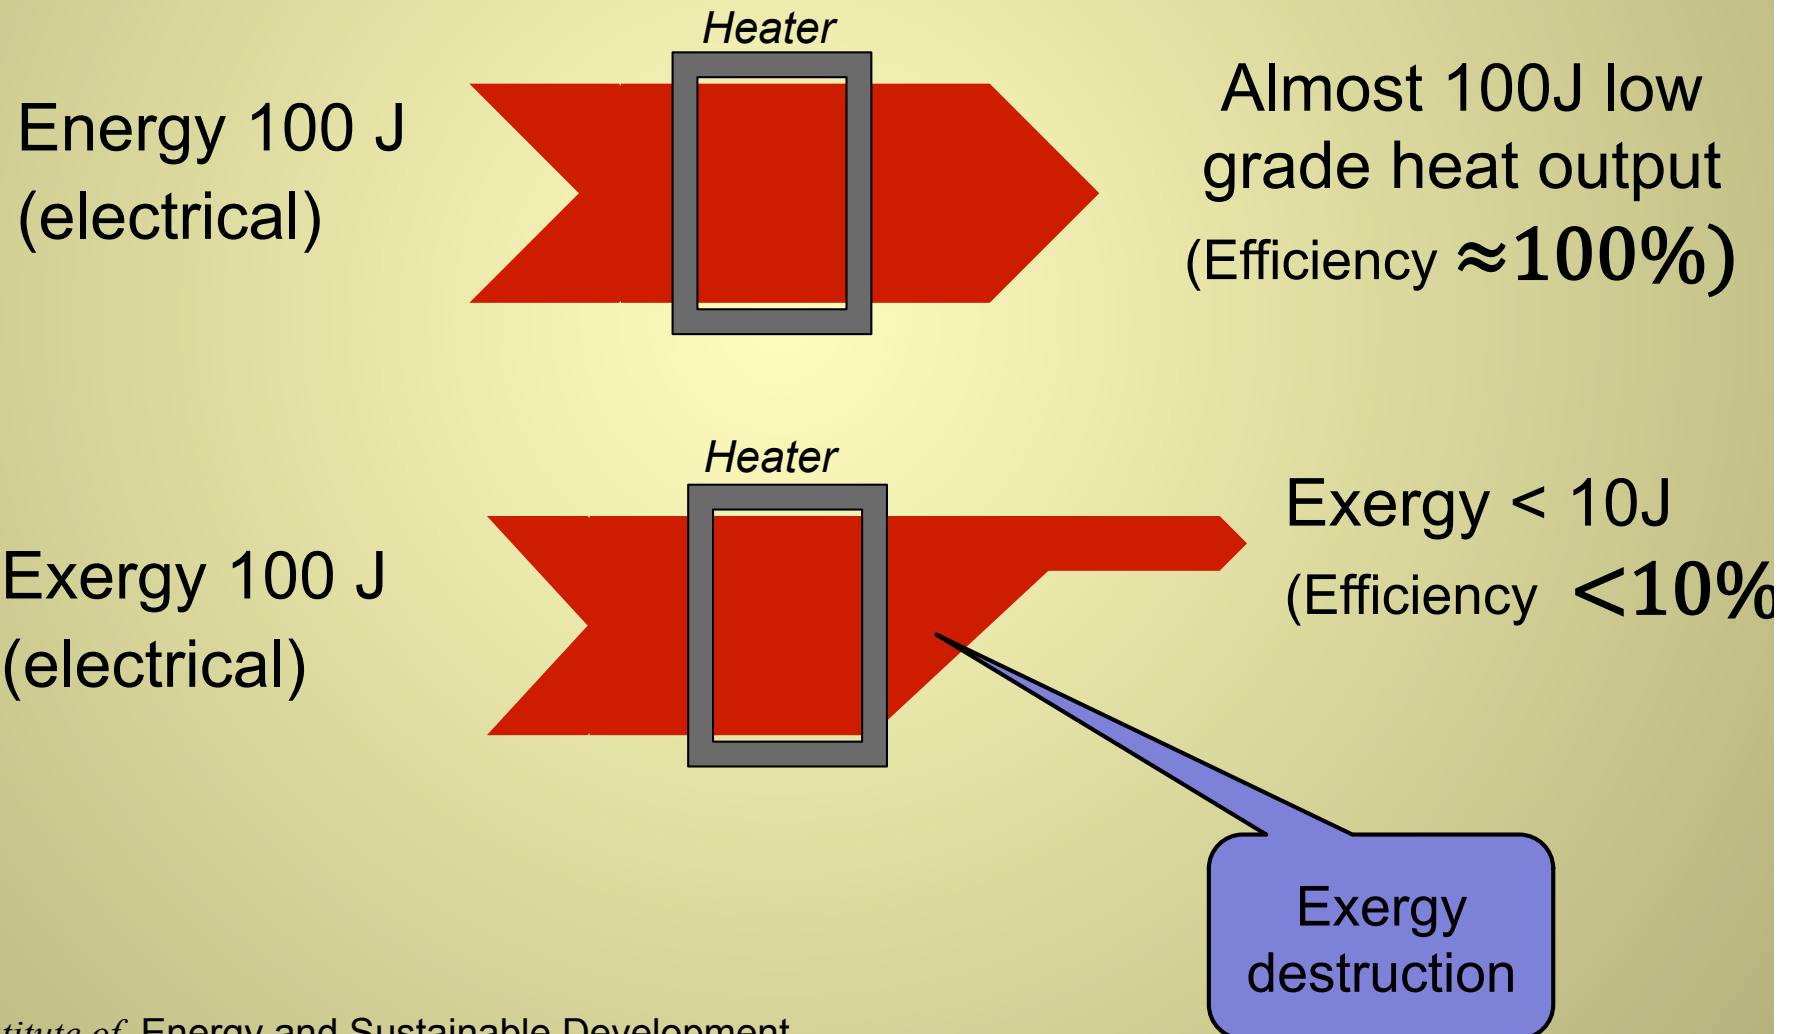 Heater
Energy 100 J
(electrical)
Almost 100J low
grade heat output
(Efficiency ≈100%)
Heater
Exergy 100 J
(electrical)
Exergy < 10J
(Efficiency <10%
Exergy
destruction
of Energy and Sustainable Development